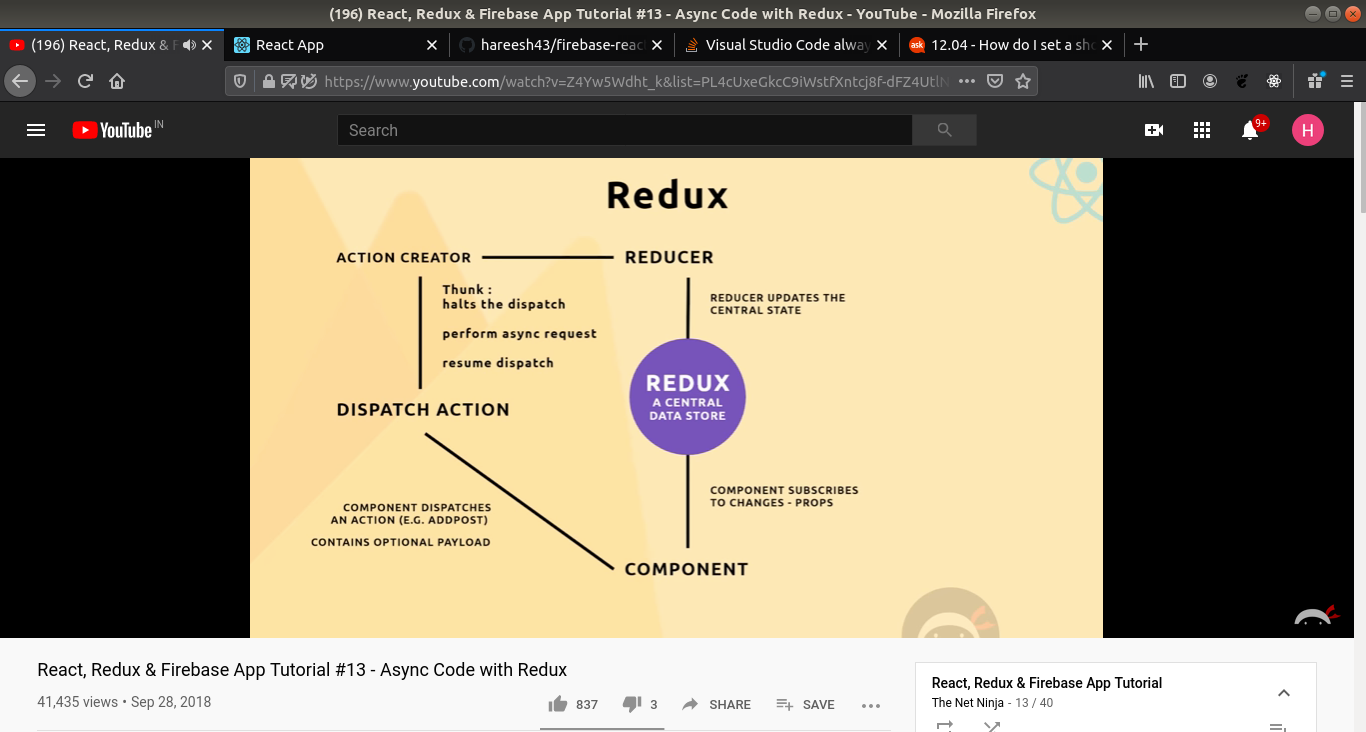 (196) React, Redux & Firebase App Tutorial #13 - Async Code with Redux - YouTube - Mozilla Firefox
(196) React, Redux & F
React App
hareesh43/firebase-reac
Visual Studio Code alway
ask
12.04 - How do I set a sho
https://www.youtube.com/watch?v=Z4Yw5Wdht_k&list=PL4cUxeGkcC9iWstfXntcj8f-dFZ4UtlN
YouTube IN
Search
9+
H
Redux
ACTION CREATOR
REDUCER
Thunk :
halts the dispatch
perform async request
resume dispatch
REDUCER UPDATES THE
CENTRAL STATE
REDUX
A CENTRAL
DATA STORE
DISPATCH ACTION
COMPONENT SUBSCRIBES
TO CHANGES - PROPS
COMPONENT DISPATCHES
AN ACTION (E.G. ADDPOST)
CONTAINS OPTIONAL PAYLOAD
COMPONENT
React, Redux & Firebase App Tutorial #13 - Async Code with Redux
41,435 views • Sep 28, 2018
837
3
SHARE
SAVE
React, Redux & Firebase App Tutorial
The Net Ninja - 13 / 40